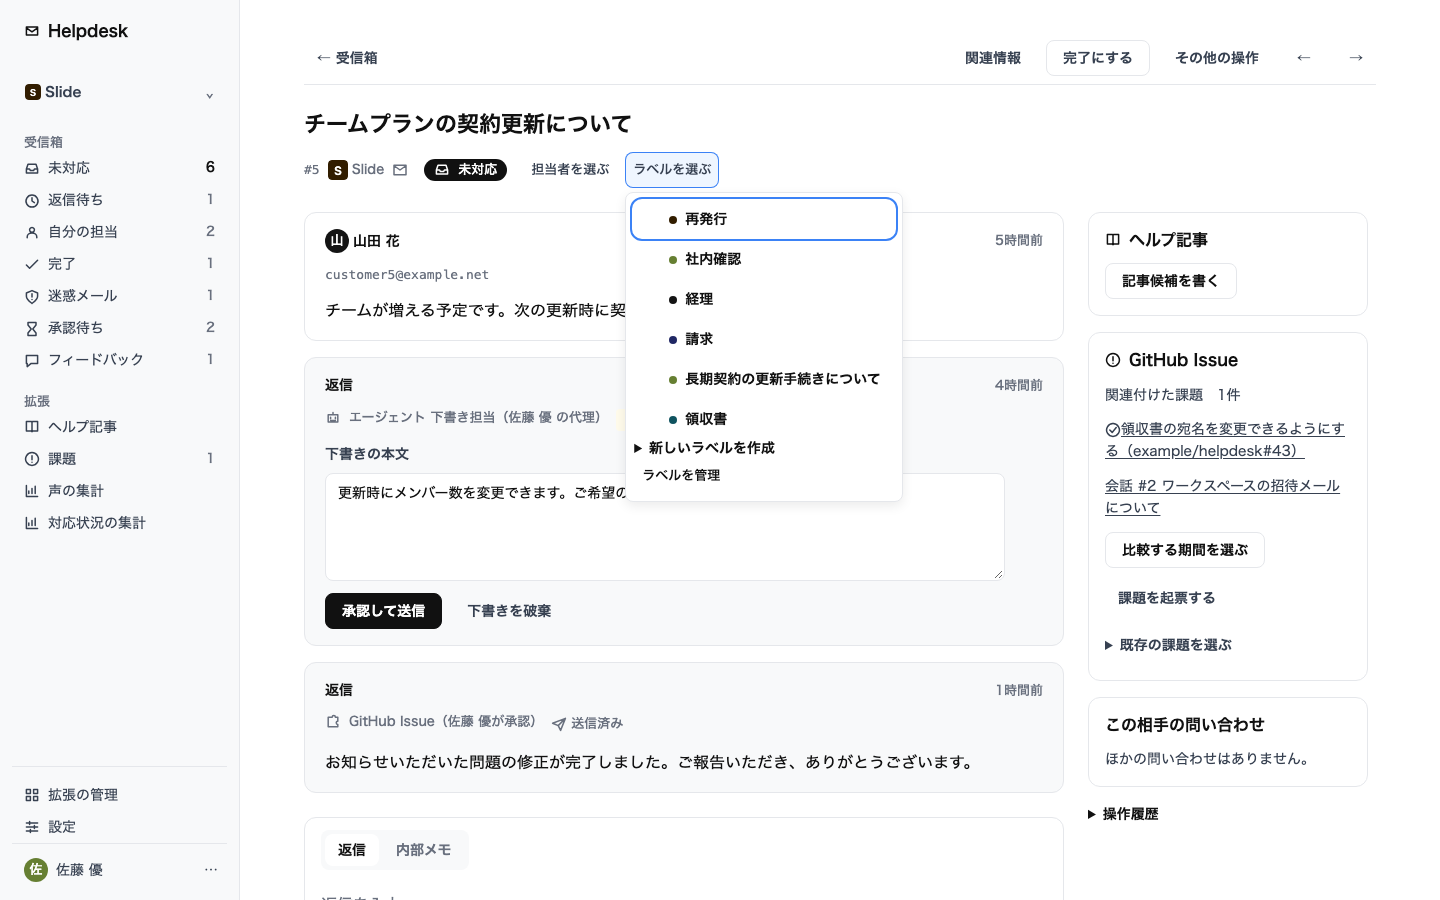 Helpdesk
S Slide
受信箱
未対応 6
返信待ち 1
自分の担当 2
完了 1
迷惑メール 1
承認待ち 2
フィードバック 1
拡張
ヘルプ記事
課題 1
声の集計
対応状況の集計
拡張の管理
設定
佐 佐藤 優 …
← 受信箱
関連情報 完了にする その他の操作 ← →
チームプランの契約更新について
#5 S Slide 未対応 担当者を選ぶ ラベルを選ぶ
再発行
社内確認
経理
請求
長期契約の更新手続きについて
領収書
新しいラベルを作成
ラベルを管理
山 山田 花 5時間前
customer5@example.net
チームが増える予定です。次の更新時に契
返信 4時間前
エージェント 下書き担当（佐藤 優 の代理）
下書きの本文
更新時にメンバー数を変更できます。ご希望の
承認して送信 下書きを破棄
返信 1時間前
GitHub Issue（佐藤 優が承認） 送信済み
お知らせいただいた問題の修正が完了しました。ご報告いただき、ありがとうございます。
返信 内部メモ
ヘルプ記事
記事候補を書く
GitHub Issue
関連付けた課題 1件
領収書の宛名を変更できるようにす
る（example/helpdesk#43）
会話 #2 ワークスペースの招待メール
について
比較する期間を選ぶ
課題を起票する
既存の課題を選ぶ
この相手の問い合わせ
ほかの問い合わせはありません。
操作履歴